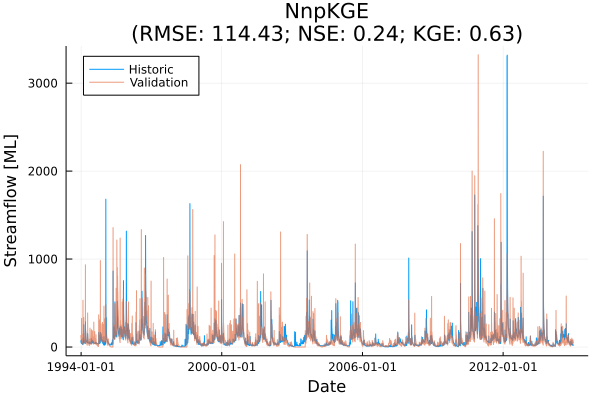 NnpKGE
(RMSE: 114.43; NSE: 0.24; KGE: 0.63)
Historic
Validation
Streamflow [ML]
3000
2000
1000
0
1994-01-01
2000-01-01
2006-01-01
2012-01-01
Date